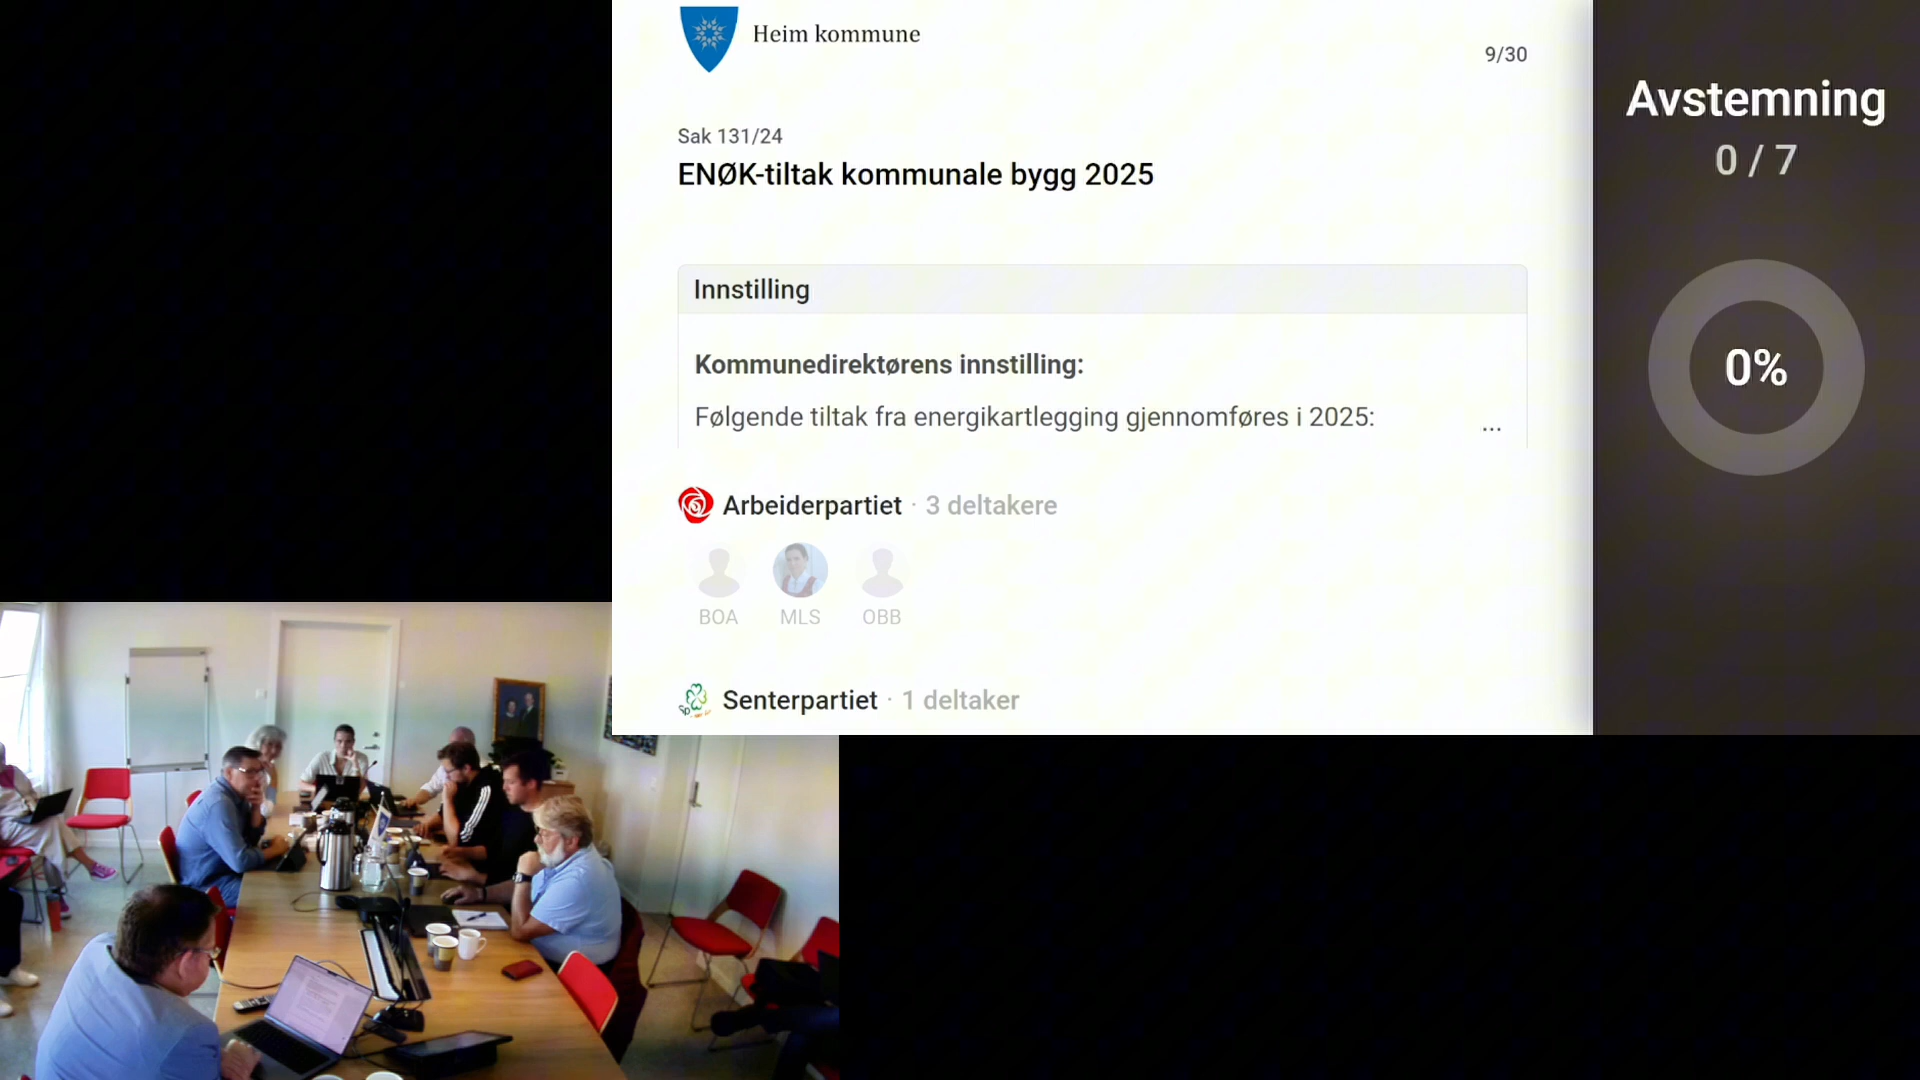 Heim kommune
9/30
Sak 131/24
ENØK-tiltak kommunale bygg 2025
Innstilling
Kommunedirektørens innstilling:
Følgende tiltak fra energikartlegging gjennomføres i 2025:
...
Arbeiderpartiet · 3 deltakere
BOA MLS OBB
Senterpartiet · 1 deltaker
Avstemning
0 / 7
0%